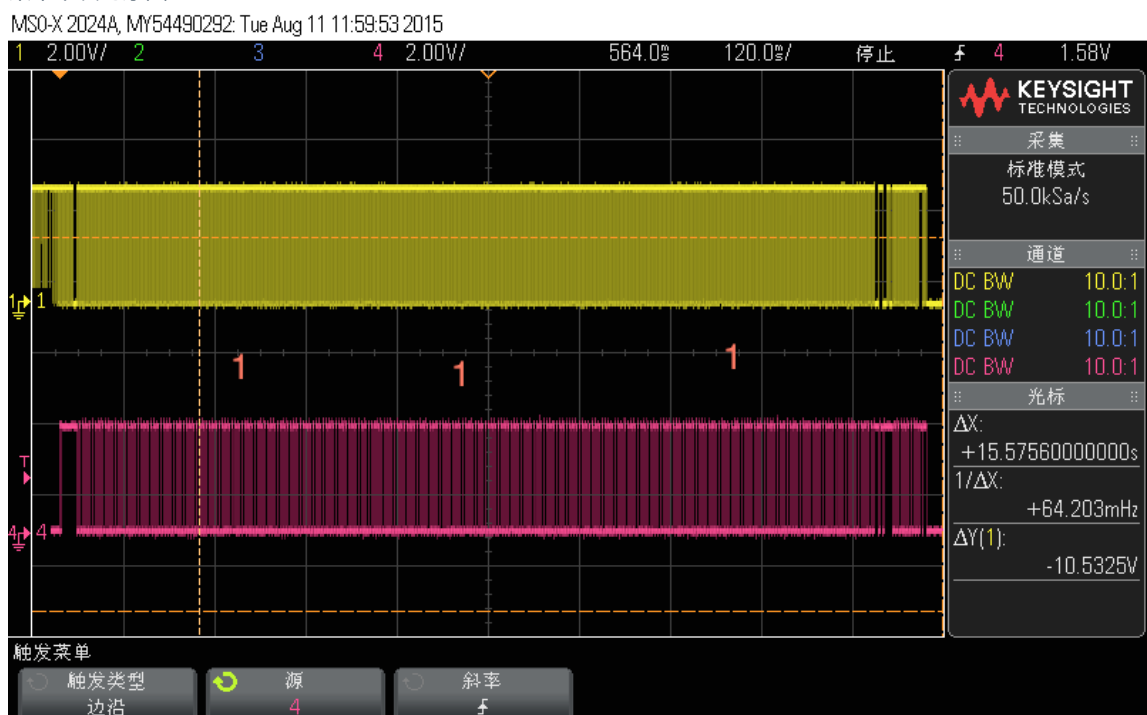 MSO-X 2024A, MY54490292: Tue Aug 11 11:59:53 2015
1 2.00V/ 2 3 4 2.00V/ 564.0ms 120.0ms/ 停止 4 1.58V
KEYSIGHT
TECHNOLOGIES
采集
标准模式
50.0kSa/s
通道
DC BW 10.0:1
DC BW 10.0:1
DC BW 10.0:1
DC BW 10.0:1
光标
ΔX:
+15.57560000000s
1/ΔX:
+64.203mHz
ΔY(1):
-10.5325V
1
1 1 1
T
4
触发菜单
触发类型 源 斜率
边沿 4